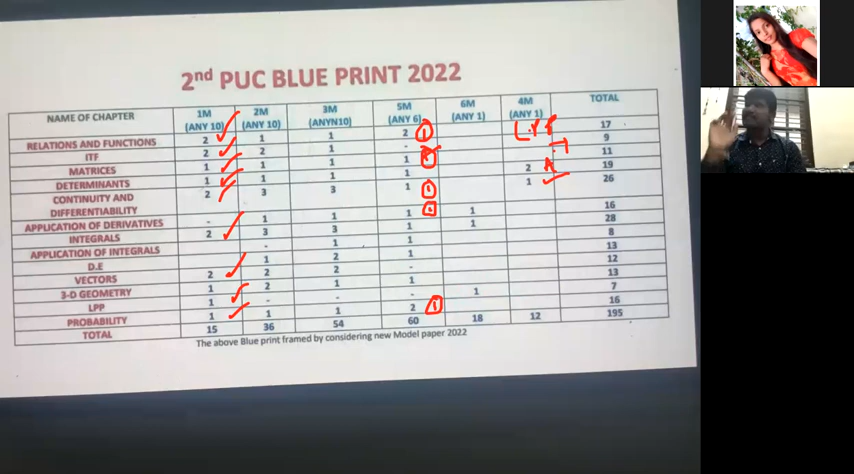 2nd PUC BLUE PRINT 2022
NAME OF CHAPTER 1M (ANY 10) 2M (ANY 10) 3M (ANYN10) 5M (ANY 6) 6M (ANY 1) 4M (ANY 1) TOTAL
RELATIONS AND FUNCTIONS 2 1 1 2 1 17
ITF 2 2 1 - 9
MATRICES 1 1 1 1 11
DETERMINANTS 1 1 1 1 2 19
CONTINUITY AND DIFFERENTIABILITY 2 3 3 1 1 1 26
APPLICATION OF DERIVATIVES - 1 1 1 1 1 16
INTEGRALS 2 3 3 1 1 28
APPLICATION OF INTEGRALS - 1 1 8
D.E 1 2 1 13
VECTORS 2 2 2 - 12
3-D GEOMETRY 1 2 1 1 13
LPP 1 - - - 1 7
PROBABILITY 1 1 1 2 1 16
TOTAL 15 36 54 60 18 12 195
The above Blue print framed by considering new Model paper 2022